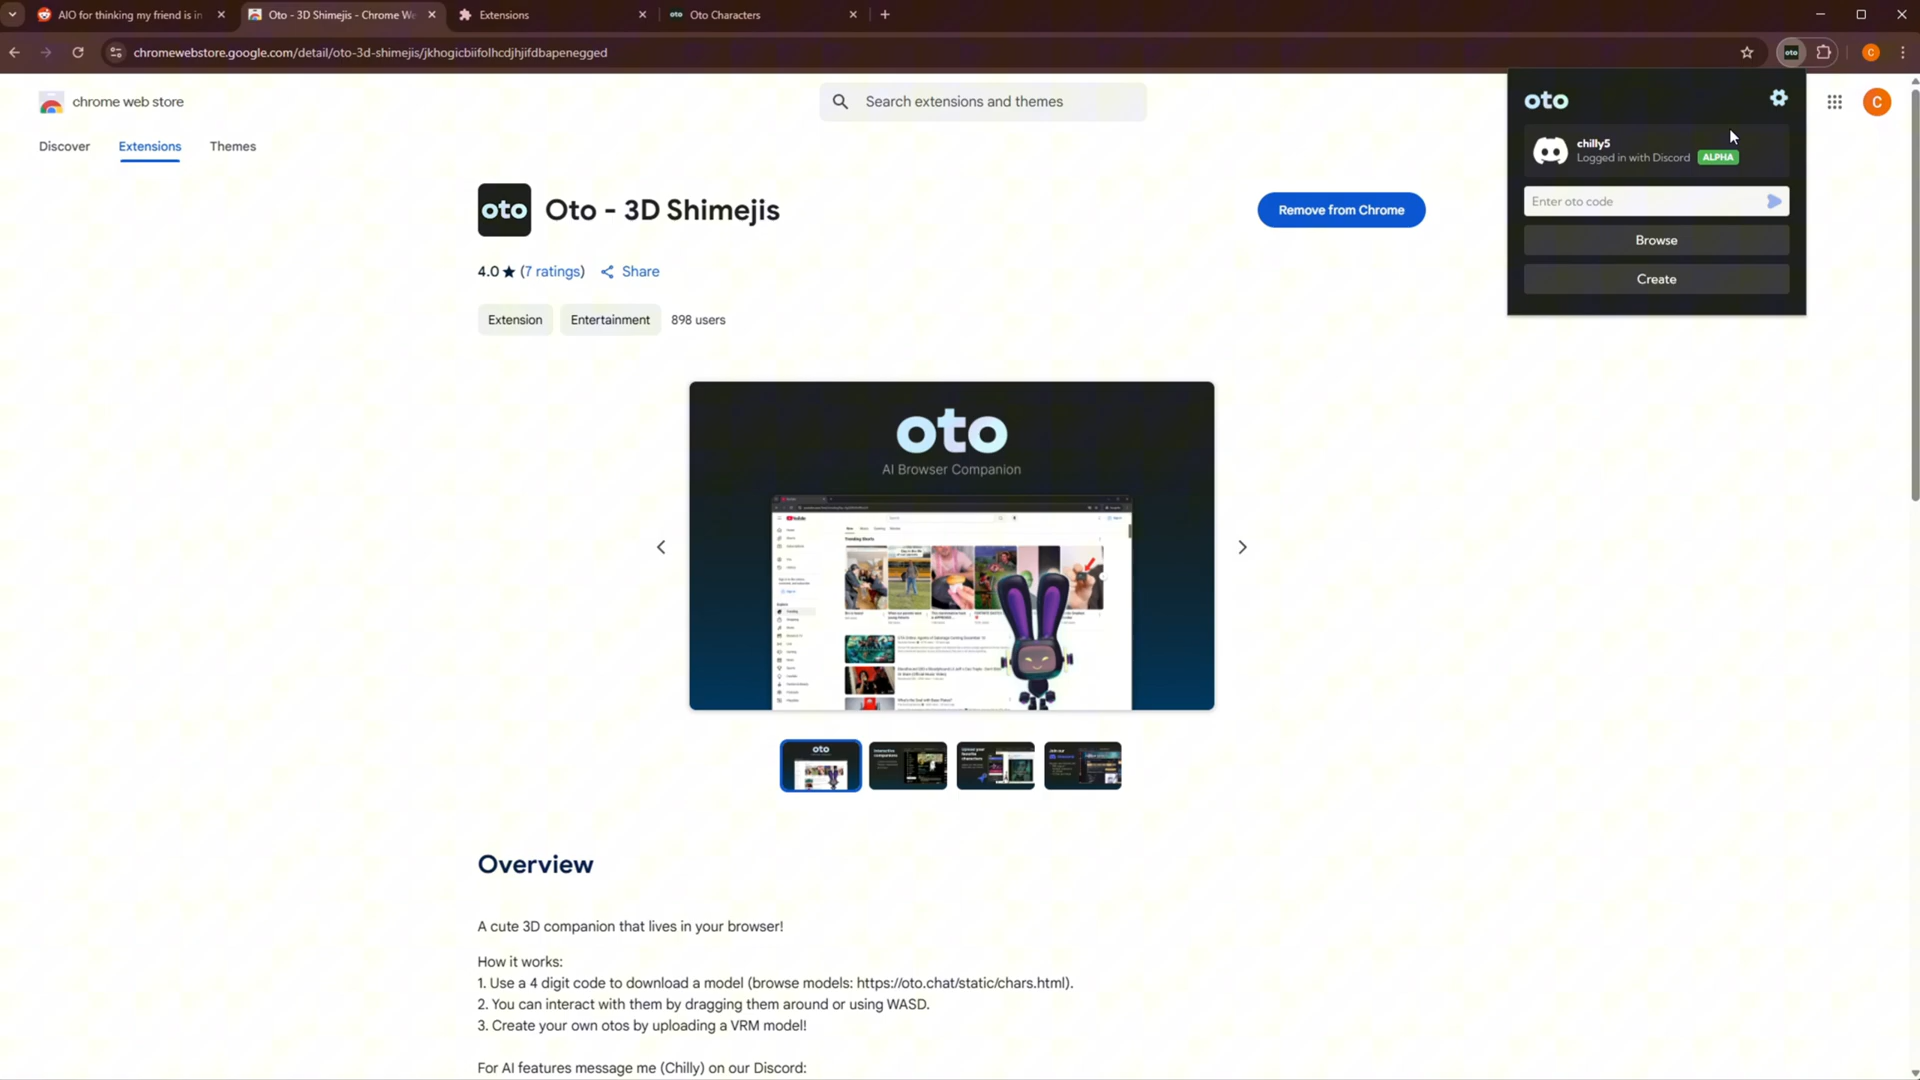 AIO for thinking my friend is in
Oto - 3D Shimejis - Chrome We
Extensions
oto Oto Characters
chromewebstore.google.com/detail/oto-3d-shimejis/jkhogicbiifolhcdjhjifdbapenegged
oto
C
chrome web store
Search extensions and themes
C
Discover
Extensions
Themes
oto
chilly5
Logged in with Discord ALPHA
Enter oto code
Browse
Create
oto
Oto - 3D Shimejis
Remove from Chrome
4.0 ★ (7 ratings)
Share
Extension
Entertainment
898 users
oto
AI Browser Companion
oto
Overview
A cute 3D companion that lives in your browser!
How it works:
1. Use a 4 digit code to download a model (browse models: https://oto.chat/static/chars.html).
2. You can interact with them by dragging them around or using WASD.
3. Create your own otos by uploading a VRM model!
For AI features message me (Chilly) on our Discord: